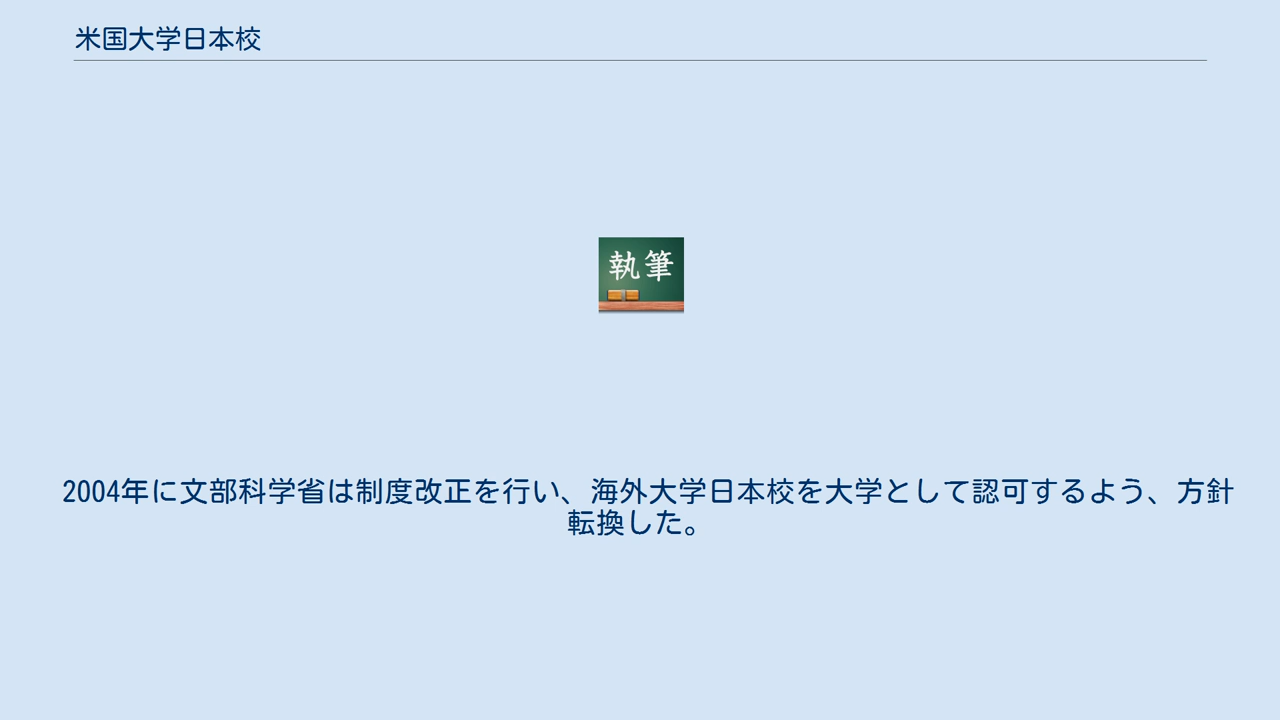 米国大学日本校
執筆
2004年に文部科学省は制度改正を行い、海外大学日本校を大学として認可するよう、方針
転換した。